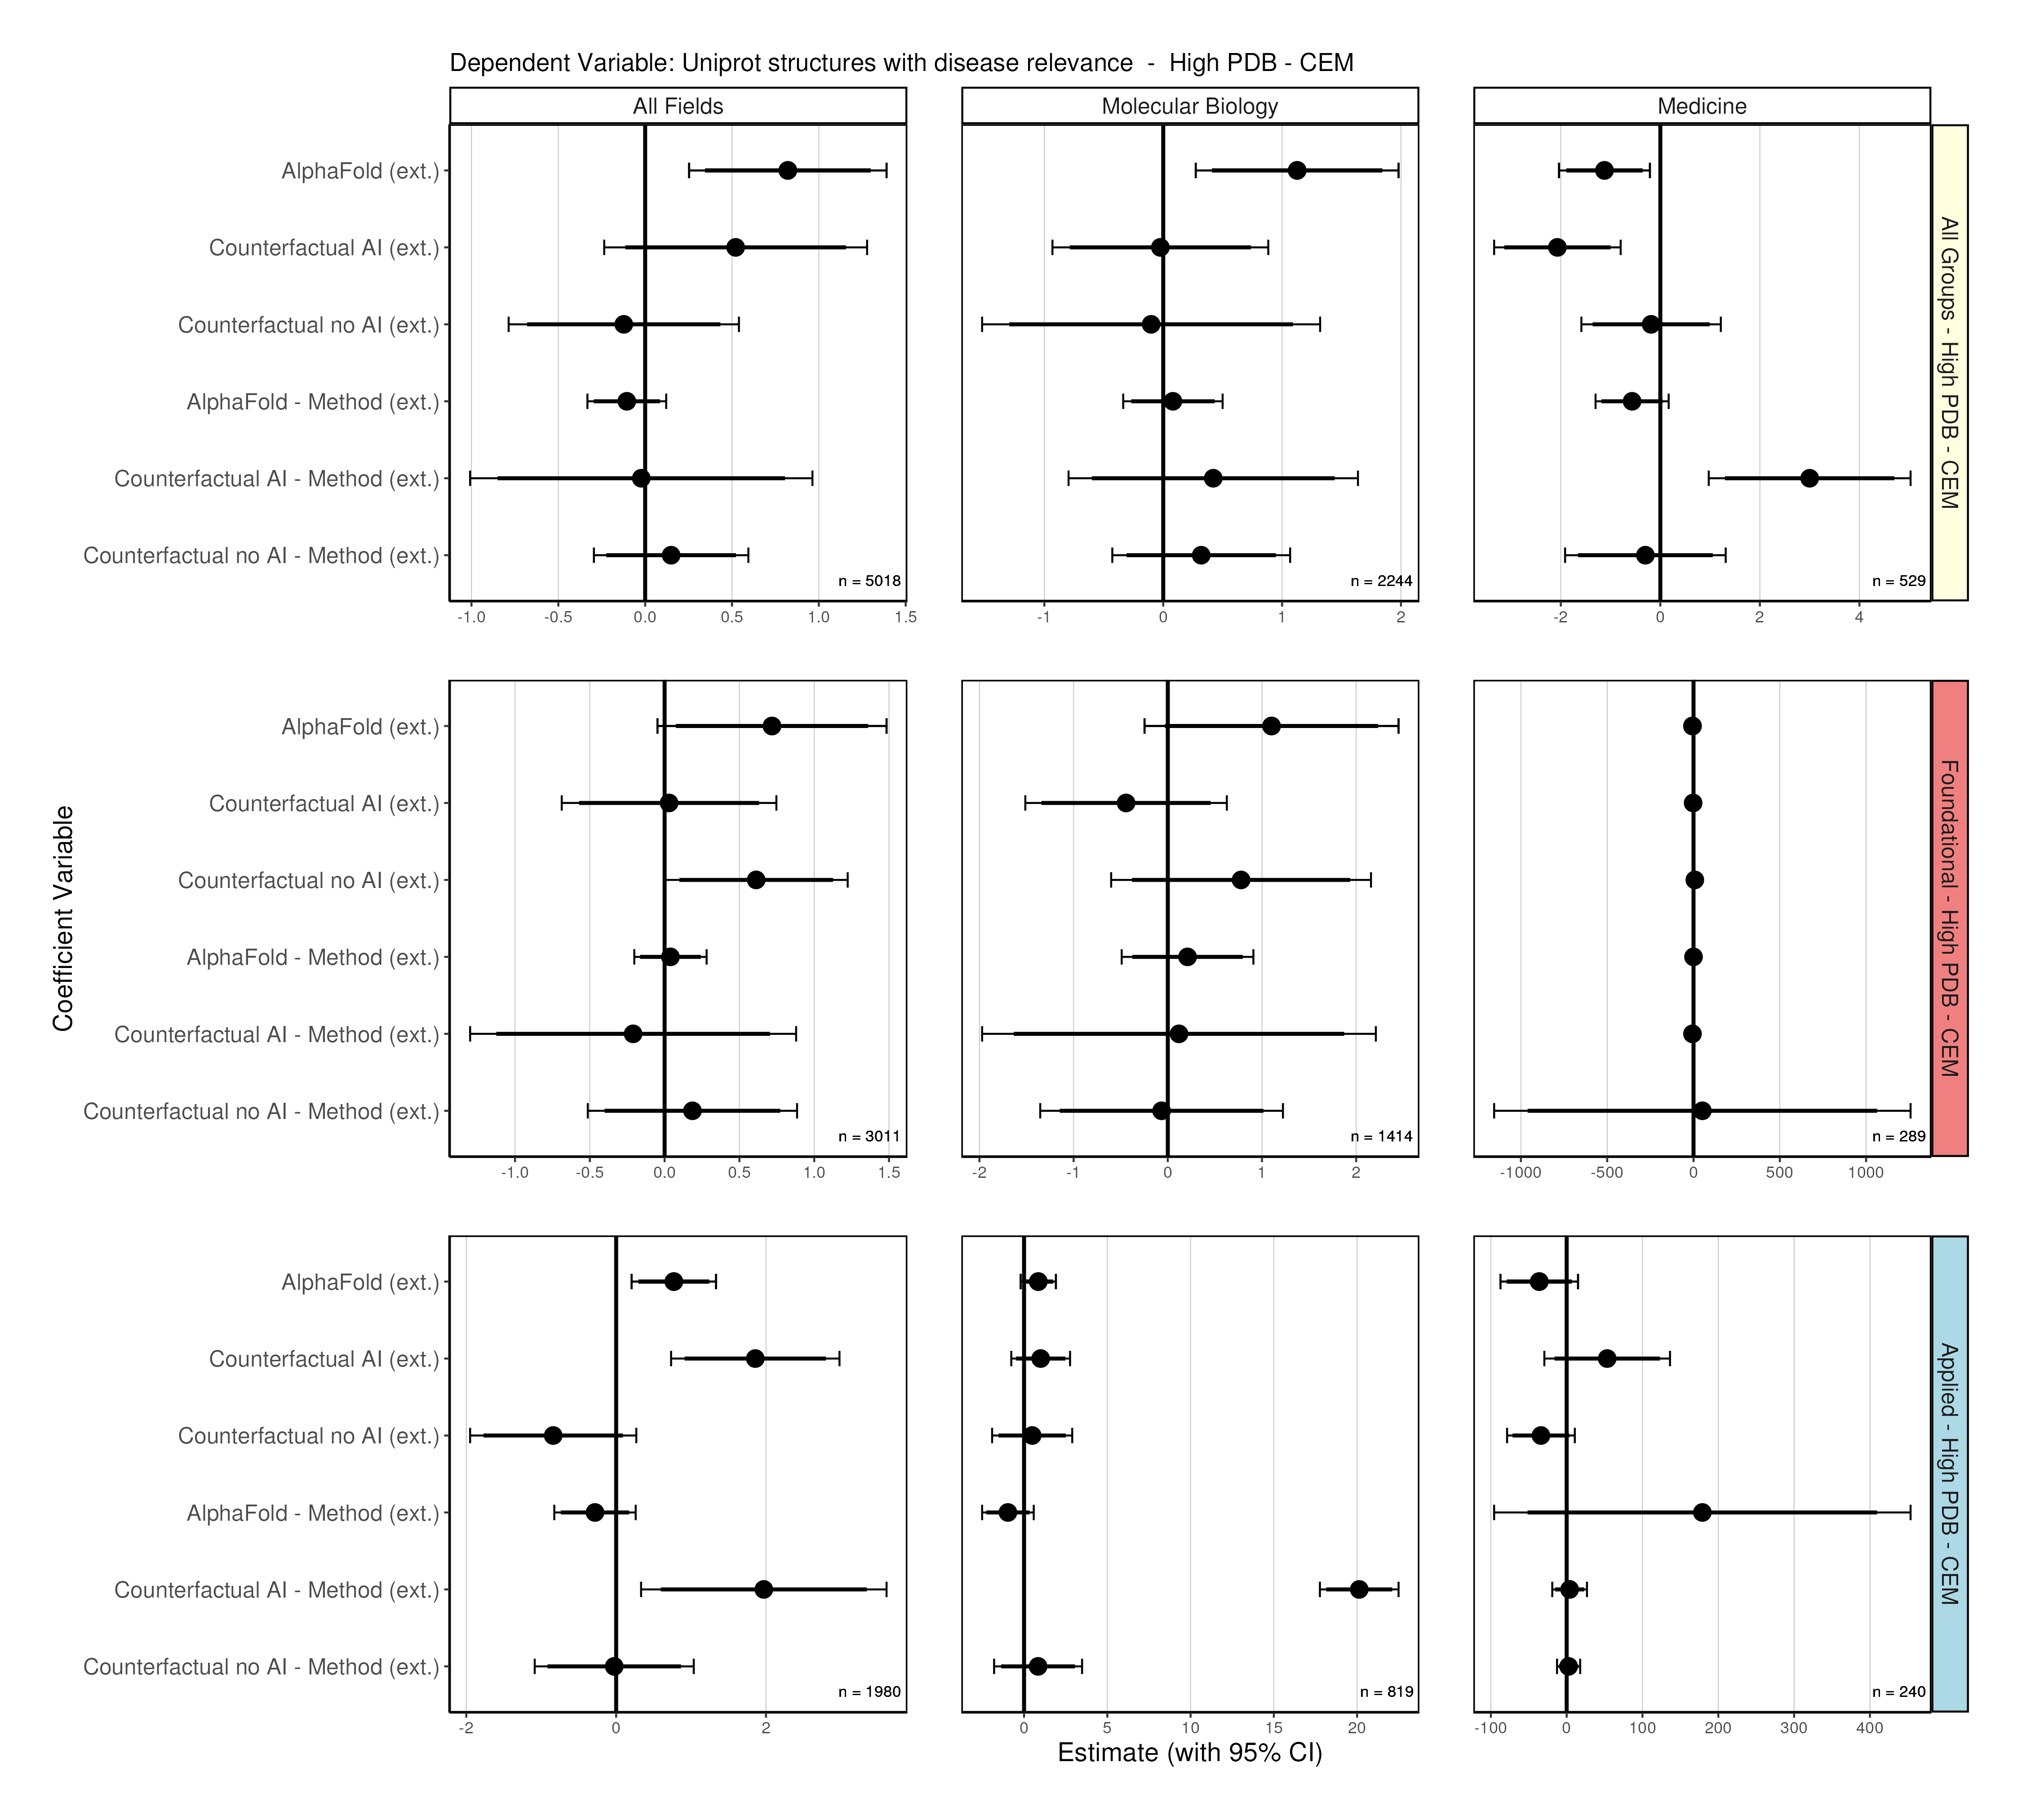 Dependent Variable: Uniprot structures with disease relevance - High PDB - CEM
All Fields
Molecular Biology
Medicine
AlphaFold (ext.)
Counterfactual AI (ext.)
Counterfactual no AI (ext.)
AlphaFold - Method (ext.)
Counterfactual AI - Method (ext.)
Counterfactual no AI - Method (ext.)
n = 5018
n = 2244
n = 529
All Groups - High PDB - CEM
-1.0 -0.5 0.0 0.5 1.0 1.5
-1 0 1 2
-2 0 2 4
Coefficient Variable
AlphaFold (ext.)
Counterfactual AI (ext.)
Counterfactual no AI (ext.)
AlphaFold - Method (ext.)
Counterfactual AI - Method (ext.)
Counterfactual no AI - Method (ext.)
n = 3011
n = 1414
n = 289
Foundational - High PDB - CEM
-1.0 -0.5 0.0 0.5 1.0 1.5
-2 -1 0 1 2
-1000 -500 0 500 1000
AlphaFold (ext.)
Counterfactual AI (ext.)
Counterfactual no AI (ext.)
AlphaFold - Method (ext.)
Counterfactual AI - Method (ext.)
Counterfactual no AI - Method (ext.)
n = 1980
n = 819
n = 240
Applied - High PDB - CEM
-2 0 2
0 5 10 15 20
-100 0 100 200 300 400
Estimate (with 95% CI)